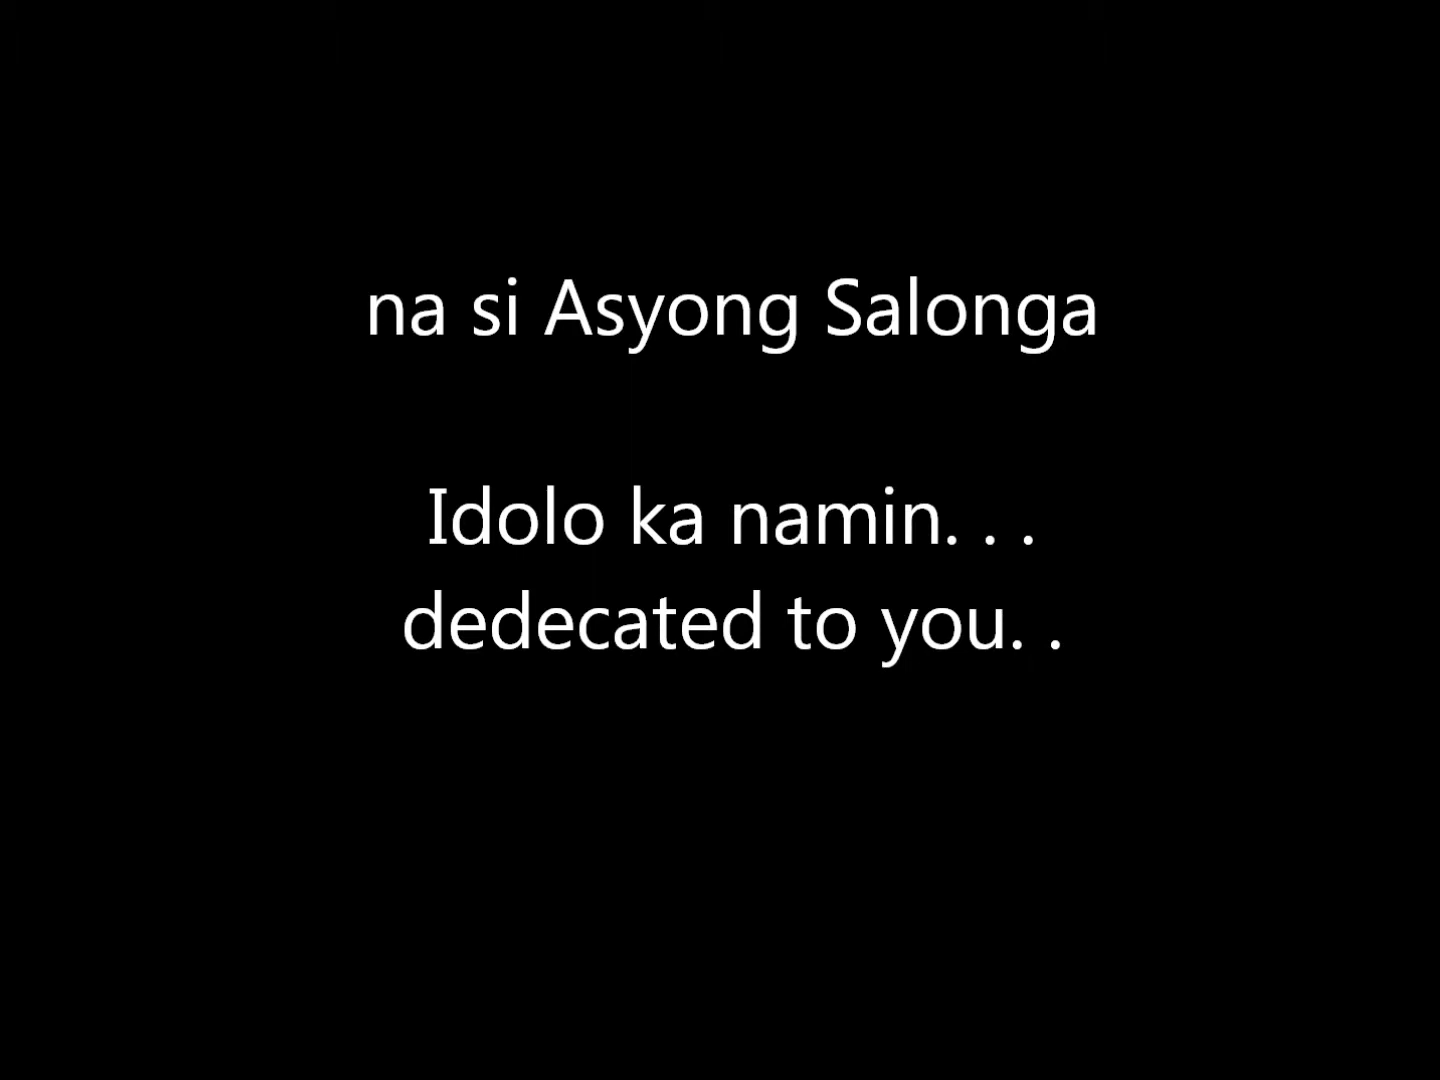 na si Asyong Salonga
Idolo ka namin. . .
dedecated to you. .